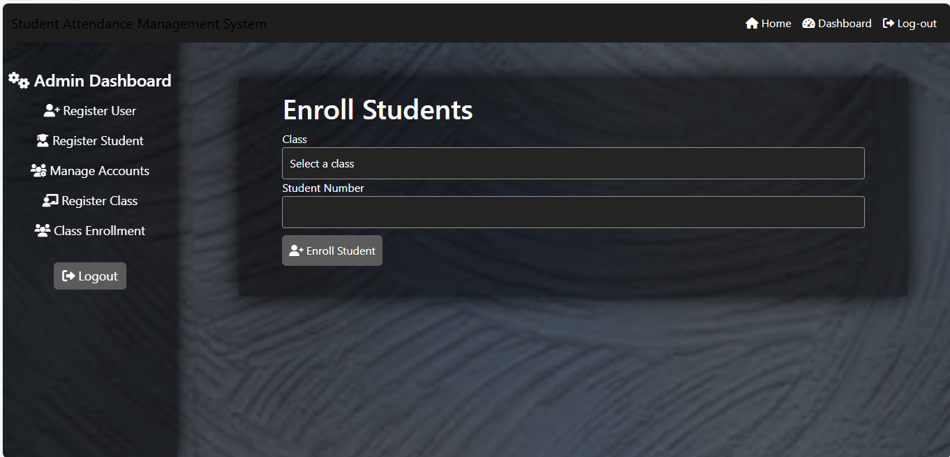 Student Attendance Management System
Home Dashboard Log-out
Admin Dashboard
Register User
Register Student
Manage Accounts
Register Class
Class Enrollment
Logout
Enroll Students
Class
Select a class
Student Number
Enroll Student